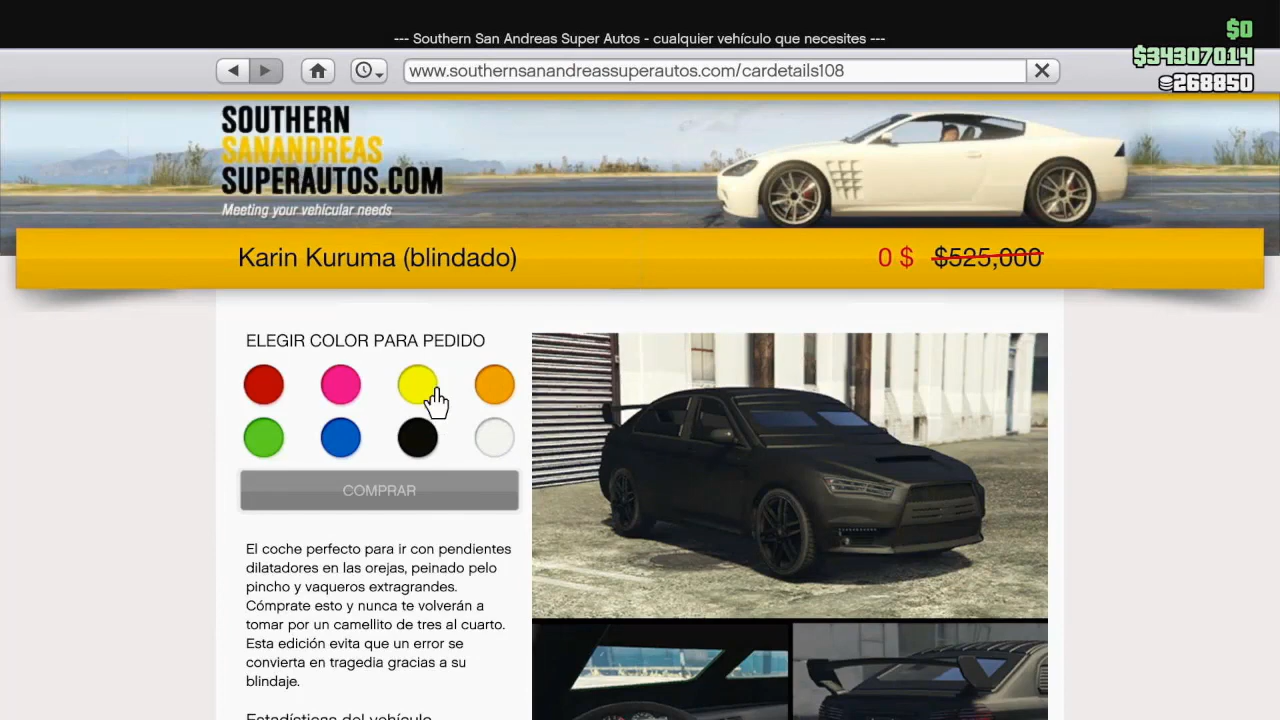 --- Southern San Andreas Super Autos - cualquier vehículo que necesites ---
$0
$34307014
268850
www.southernsanandreassuperautos.com/cardetails108
SOUTHERN
SANANDREAS
SUPERAUTOS.COM
Meeting your vehicular needs
Karin Kuruma (blindado)
0 $ $525,000
ELEGIR COLOR PARA PEDIDO
COMPRAR
El coche perfecto para ir con pendientes
dilatadores en las orejas, peinado pelo
pincho y vaqueros extragrandes.
Cómprate esto y nunca te volverán a
tomar por un camellito de tres al cuarto.
Esta edición evita que un error se
convierta en tragedia gracias a su
blindaje.
Estadísticas del vehículo